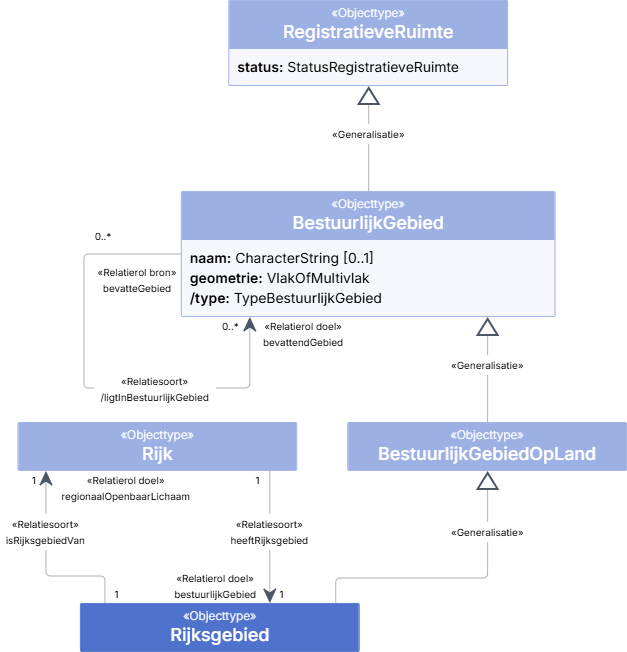 «Objecttype»
RegistratieveRuimte
status: StatusRegistratieveRuimte
«Generalisatie»
«Objecttype»
BestuurlijkGebied
naam: CharacterString [0..1]
geometrie: VlakOfMultivlak
/type: TypeBestuurlijkGebied
0..*
«Relatierol bron»
bevatteGebied
0..*
«Relatierol doel»
bevattendGebied
«Relatiesoort»
/ligtInBestuurlijkGebied
«Generalisatie»
«Objecttype»
Rijk
«Objecttype»
BestuurlijkGebiedOpLand
1
«Relatierol doel»
regionaalOpenbaarLichaam
1
«Relatiesoort»
isRijksgebiedVan
«Relatiesoort»
heeftRijksgebied
«Generalisatie»
«Relatierol doel»
bestuurlijkGebied
1
1
«Objecttype»
Rijksgebied